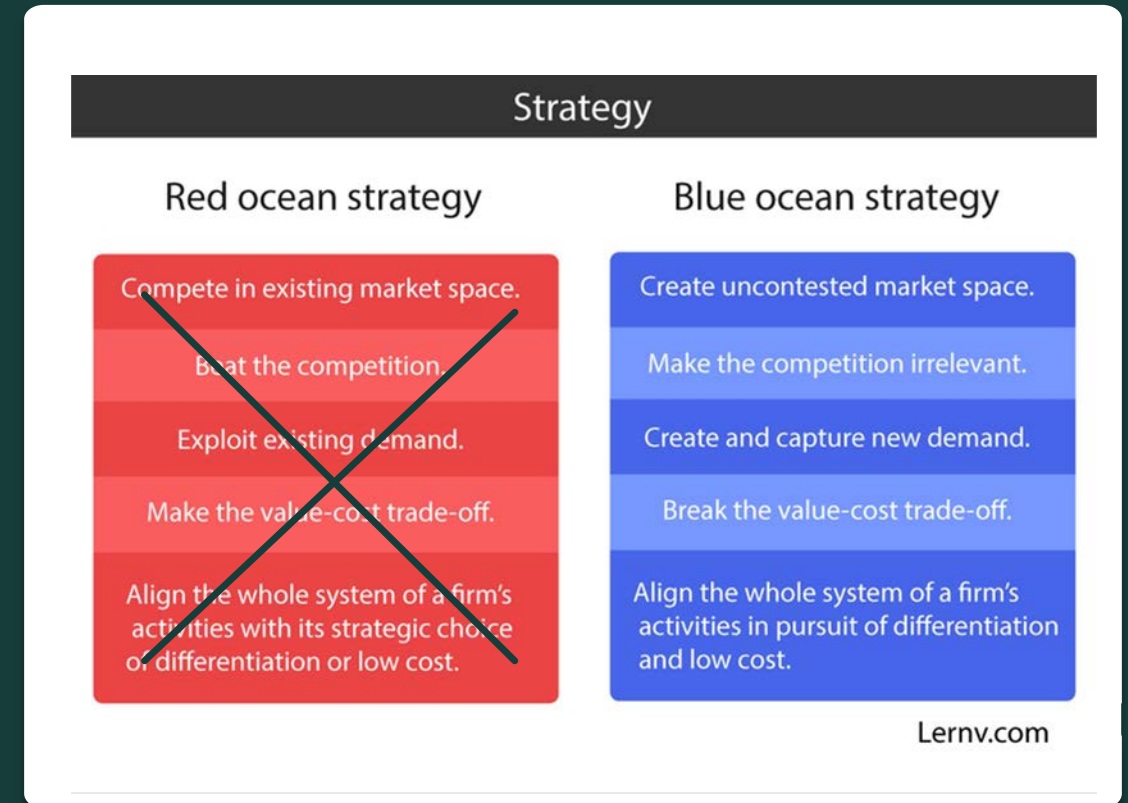 Strategy
Red ocean strategy
Compete in existing market space.
Beat the competition.
Exploit existing demand.
Make the value-cost trade-off.
Align the whole system of a firm's
activities with its strategic choice
of differentiation or low cost.
Blue ocean strategy
Create uncontested market space.
Make the competition irrelevant.
Create and capture new demand.
Break the value-cost trade-off.
Align the whole system of a firm's
activities in pursuit of differentiation
and low cost.
Lernv.com